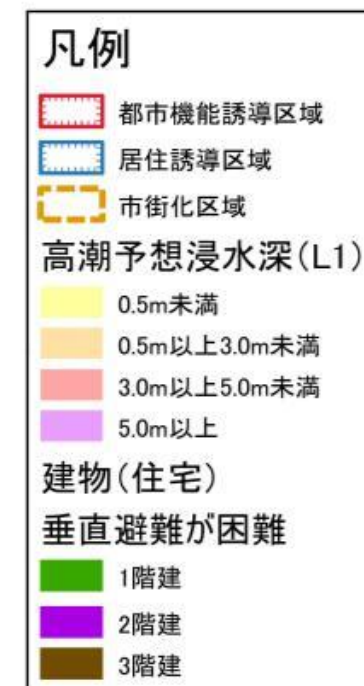 凡例
都市機能誘導区域
居住誘導区域
市街化区域
高潮予想浸水深(L1)
0.5m未満
0.5m以上3.0m未満
3.0m以上5.0m未満
5.0m以上
建物(住宅)
垂直避難が困難
1階建
2階建
3階建